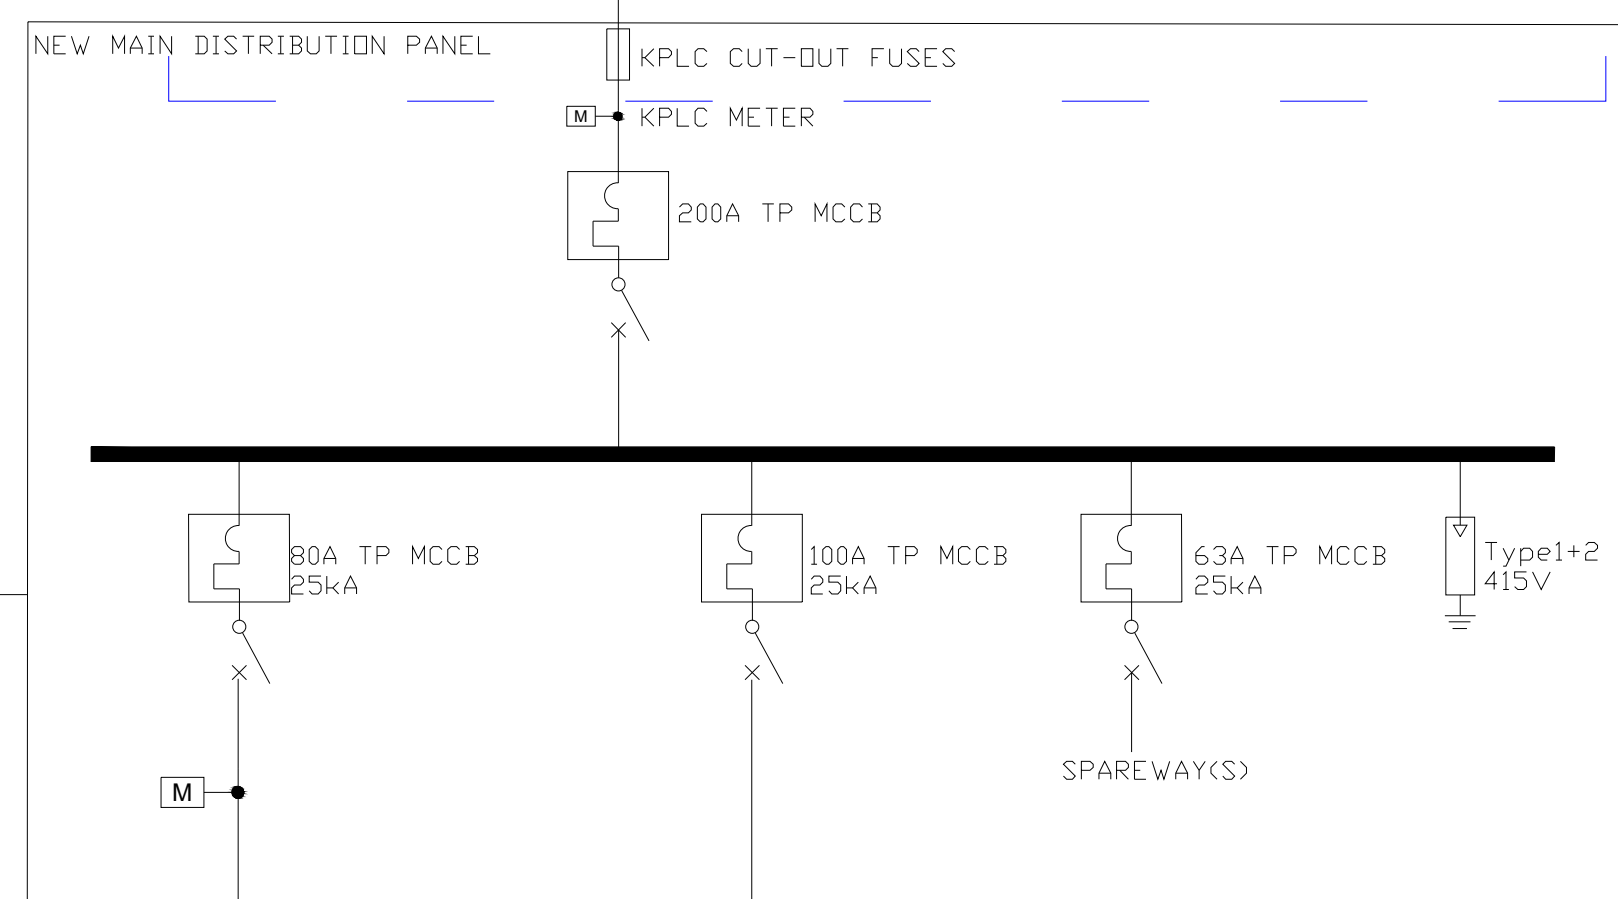 NEW MAIN DISTRIBUTION PANEL
KPLC CUT-OUT FUSES
M
KPLC METER
200A TP MCCB
80A TP MCCB
25kA
100A TP MCCB
25kA
63A TP MCCB
25kA
Type1+2
415V
SPAREWAY(S)
M